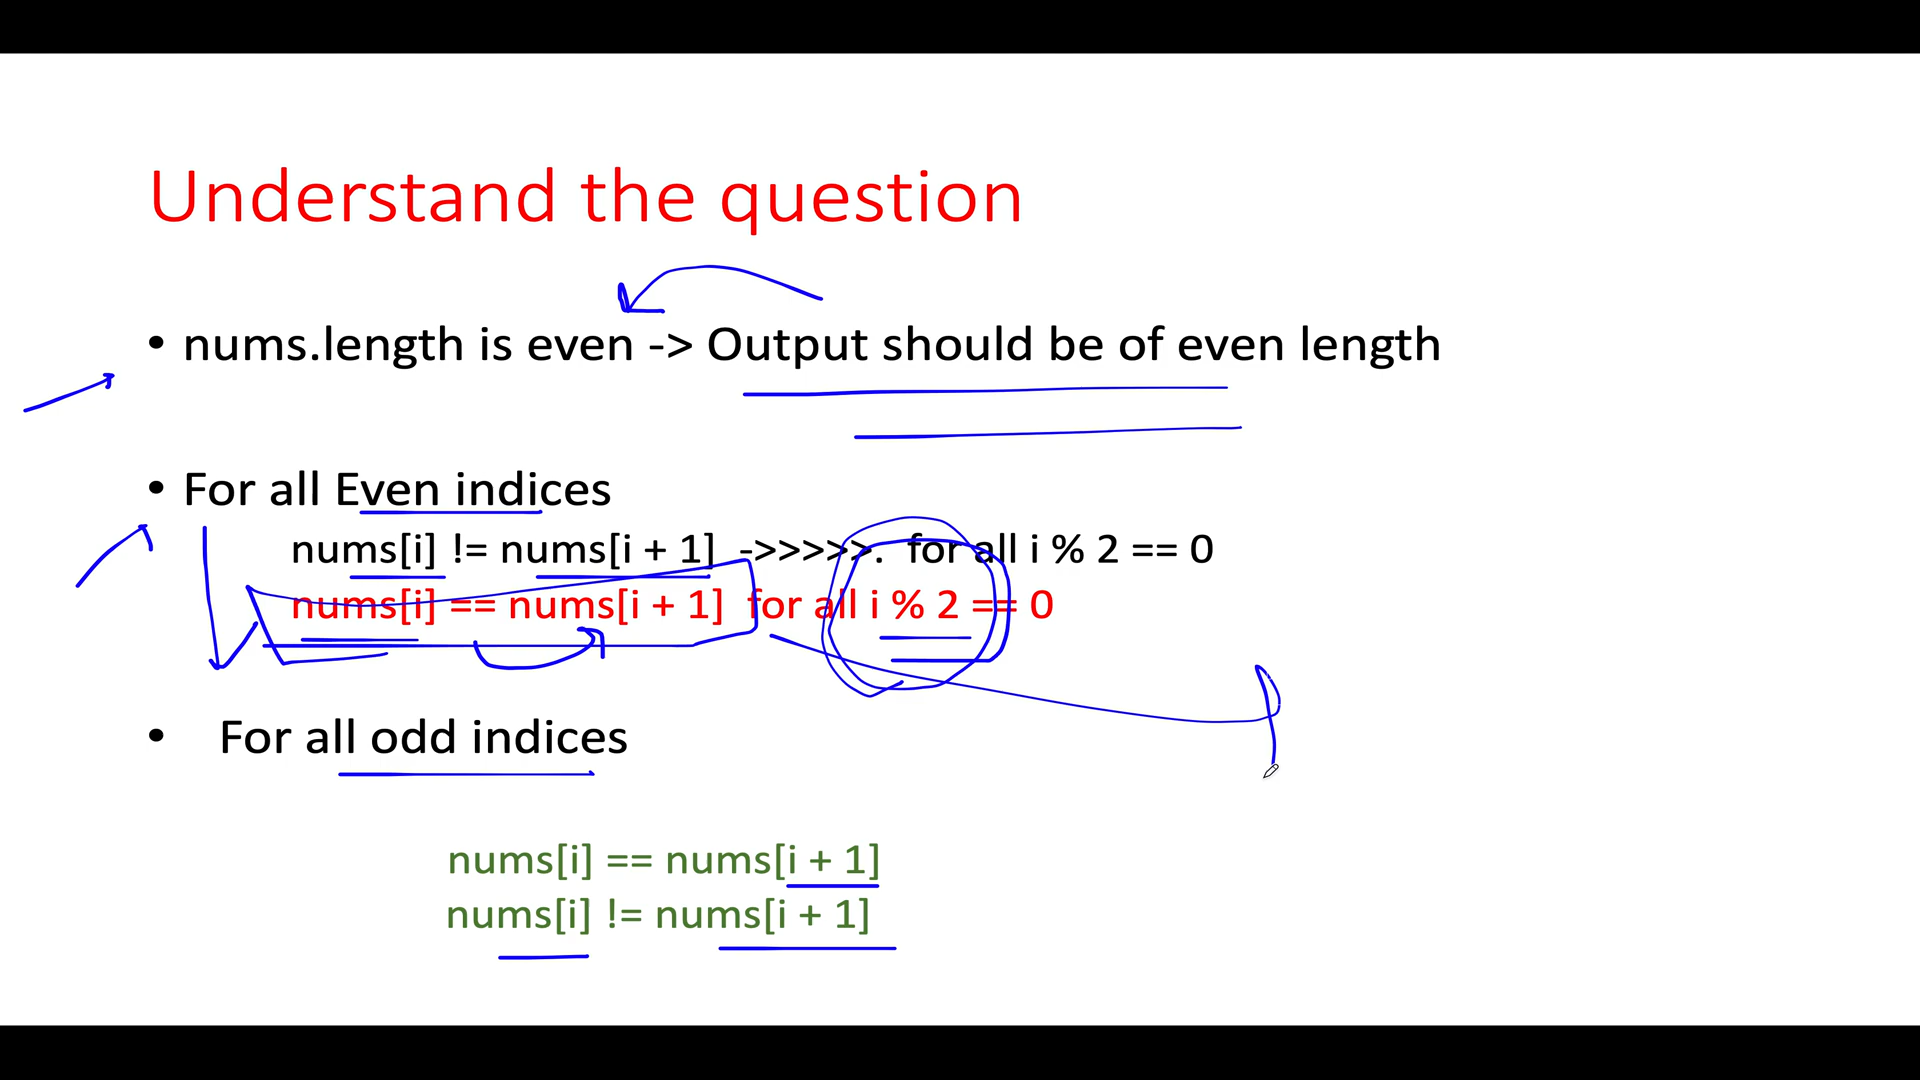 Understand the question
• nums.length is even -> Output should be of even length
• For all Even indices
nums[i] != nums[i + 1] ->>>>>. for all i % 2 == 0
nums[i] == nums[i + 1] for all i % 2 == 0
• For all odd indices
nums[i] == nums[i + 1]
nums[i] != nums[i + 1]